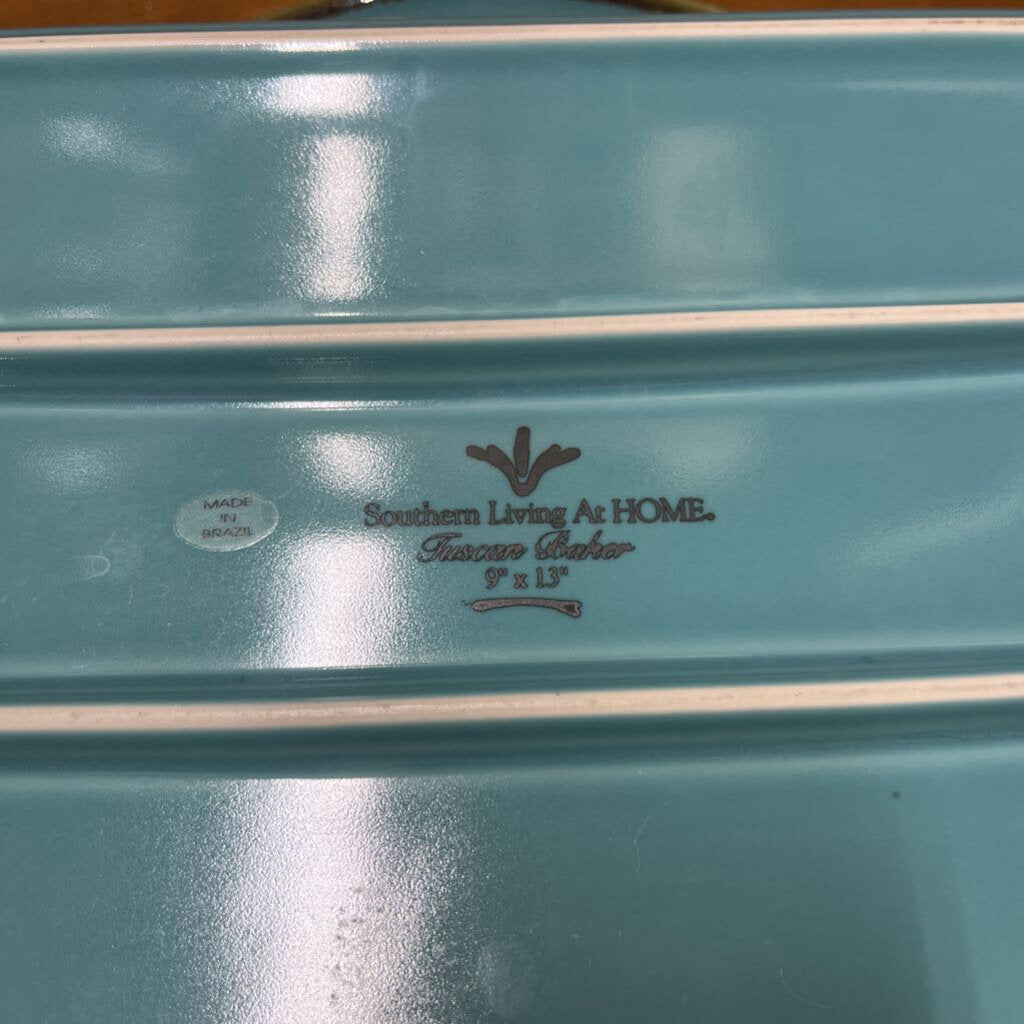 MADE
IN
BRAZIL
Southern Living At HOME®
Tuscan Baker
9" x 13"